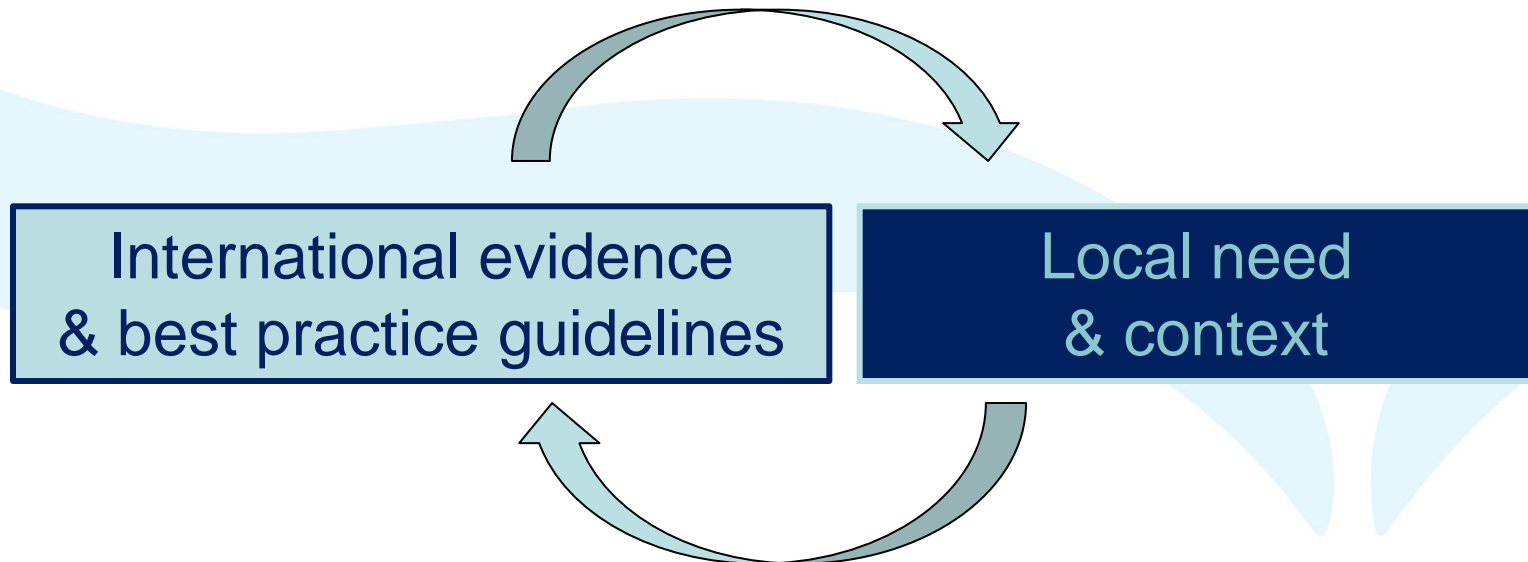 International evidence
& best practice guidelines
Local need
& context